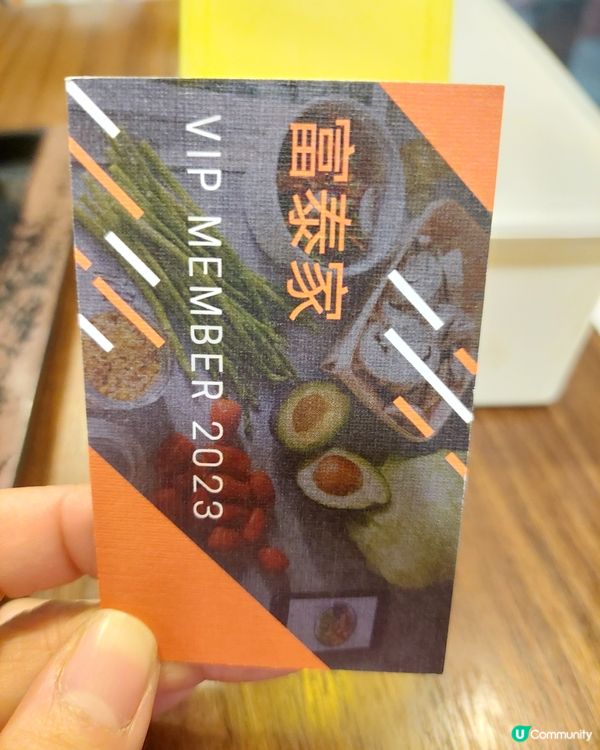 富泰家
VIP MEMBER 2023
U Community